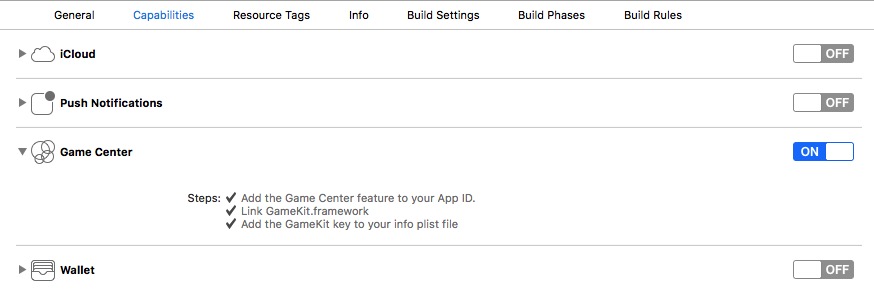 General Capabilities Resource Tags Info Build Settings Build Phases Build Rules
iCloud OFF
Push Notifications OFF
Game Center ON
Steps: ✔ Add the Game Center feature to your App ID.
✔ Link GameKit.framework
✔ Add the GameKit key to your info plist file
Wallet OFF